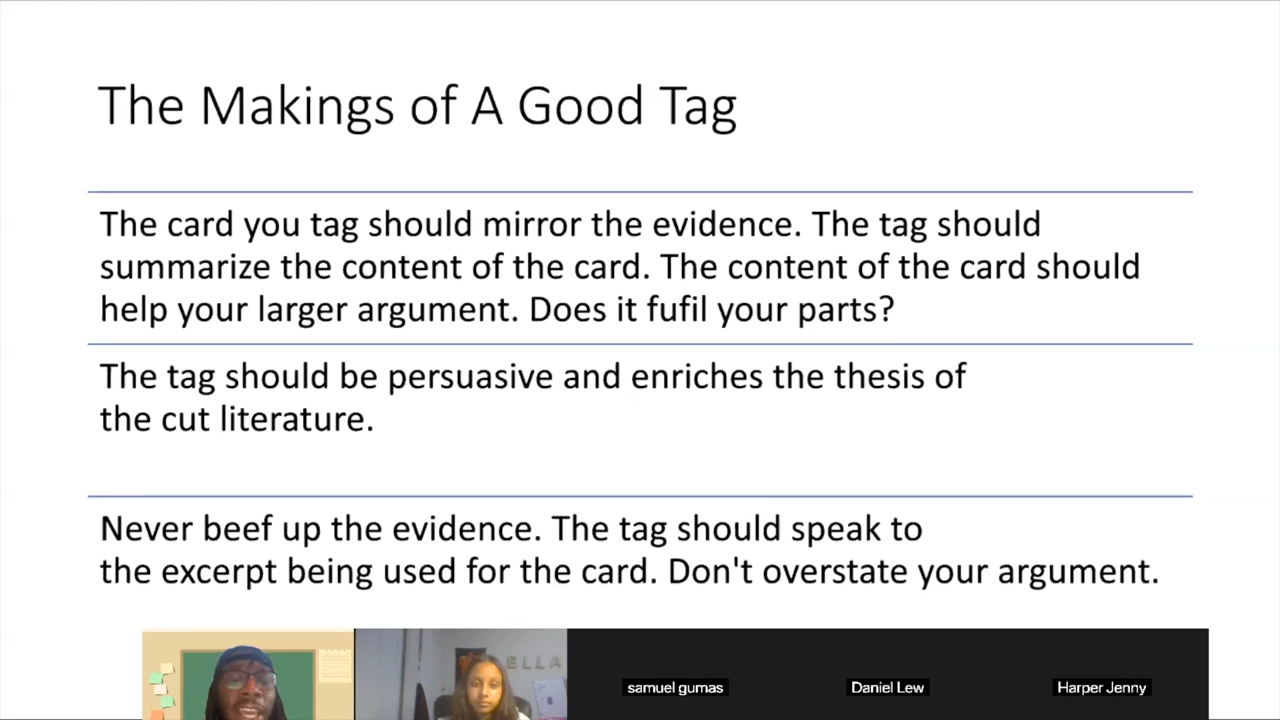 The Makings of A Good Tag
The card you tag should mirror the evidence. The tag should
summarize the content of the card. The content of the card should
help your larger argument. Does it fufil your parts?
The tag should be persuasive and enriches the thesis of
the cut literature.
Never beef up the evidence. The tag should speak to
the excerpt being used for the card. Don't overstate your argument.
ELLA
samuel gumas
Daniel Lew
Harper Jenny